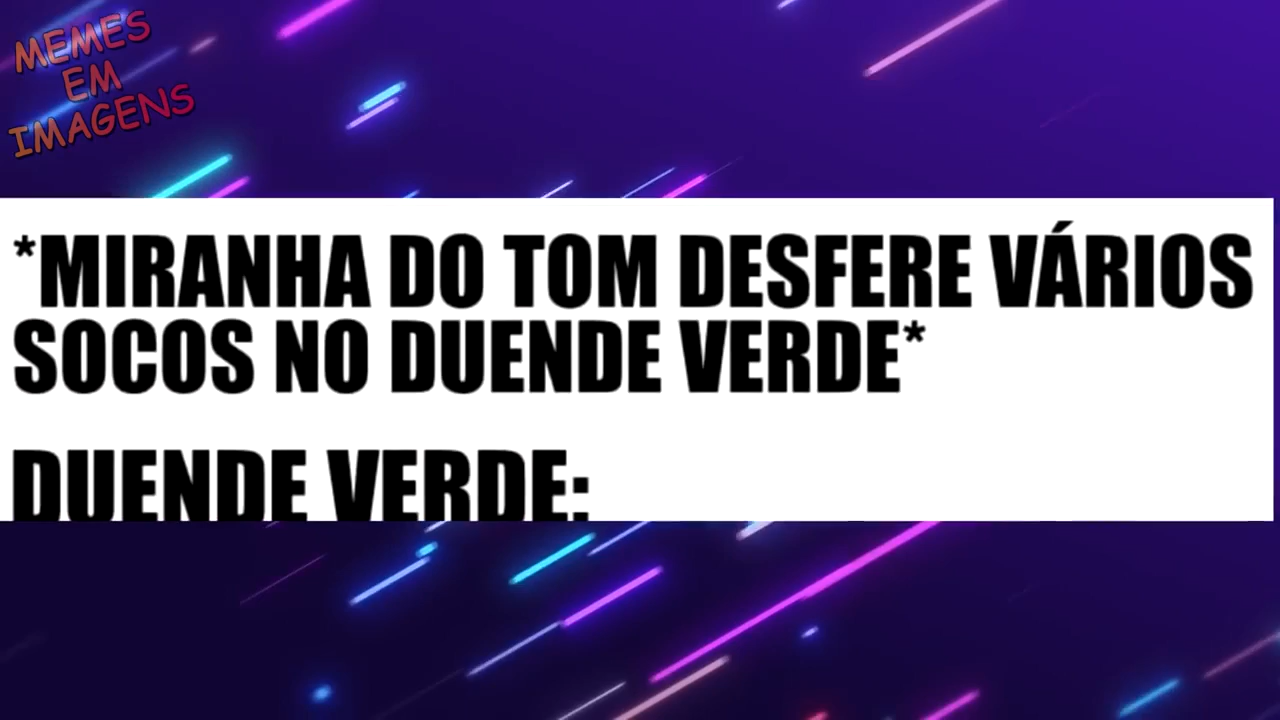 MEMES
EM
IMAGENS
*MIRANHA DO TOM DESFERE VÁRIOS
SOCOS NO DUENDE VERDE*
DUENDE VERDE: